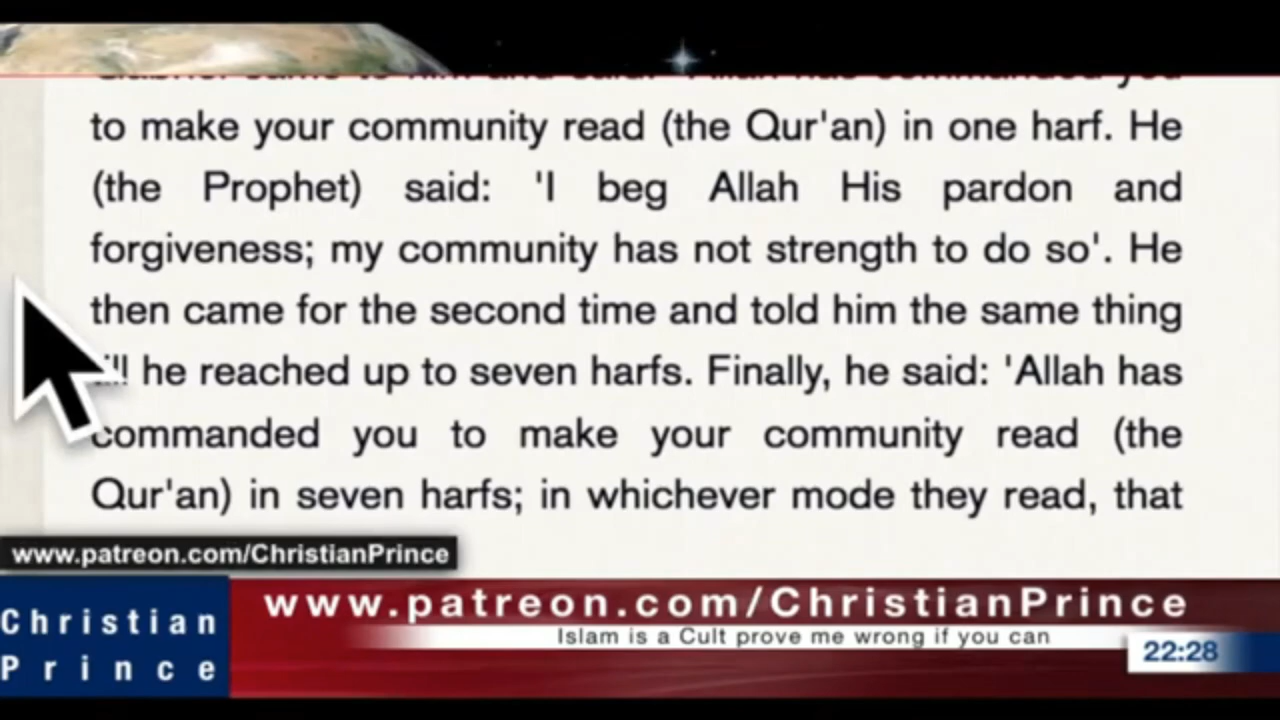 to make your community read (the Qur'an) in one harf. He
(the Prophet) said: 'I beg Allah His pardon and
forgiveness; my community has not strength to do so'. He
then came for the second time and told him the same thing
he reached up to seven harfs. Finally, he said: 'Allah has
commanded you to make your community read (the
Qur'an) in seven harfs; in whichever mode they read, that
www.patreon.com/ChristianPrince
Christian
Prince
www.patreon.com/ChristianPrince
Islam is a Cult prove me wrong if you can
22:28